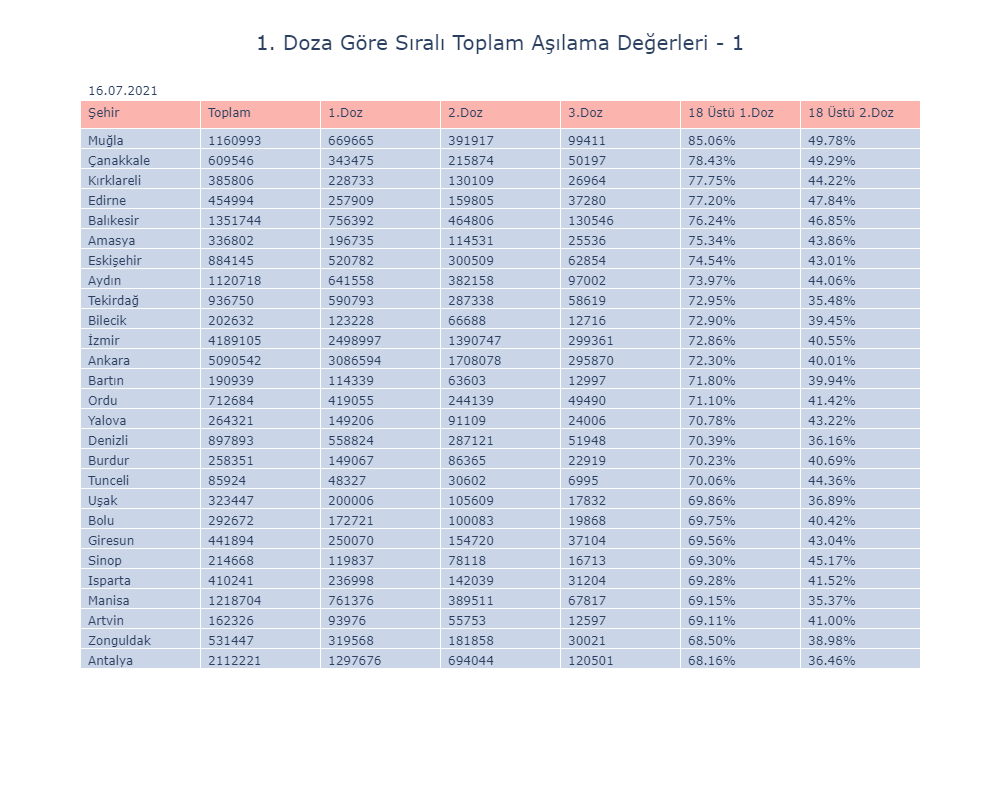 1. Doza Göre Sıralı Toplam Aşılama Değerleri - 1
16.07.2021
Şehir Toplam 1.Doz 2.Doz 3.Doz 18 Üstü 1.Doz 18 Üstü 2.Doz
Muğla 1160993 669665 391917 99411 85.06% 49.78%
Çanakkale 609546 343475 215874 50197 78.43% 49.29%
Kırklareli 385806 228733 130109 26964 77.75% 44.22%
Edirne 454994 257909 159805 37280 77.20% 47.84%
Balıkesir 1351744 756392 464806 130546 76.24% 46.85%
Amasya 336802 196735 114531 25536 75.34% 43.86%
Eskişehir 884145 520782 300509 62854 74.54% 43.01%
Aydın 1120718 641558 382158 97002 73.97% 44.06%
Tekirdağ 936750 590793 287338 58619 72.95% 35.48%
Bilecik 202632 123228 66688 12716 72.90% 39.45%
İzmir 4189105 2498997 1390747 299361 72.86% 40.55%
Ankara 5090542 3086594 1708078 295870 72.30% 40.01%
Bartın 190939 114339 63603 12997 71.80% 39.94%
Ordu 712684 419055 244139 49490 71.10% 41.42%
Yalova 264321 149206 91109 24006 70.78% 43.22%
Denizli 897893 558824 287121 51948 70.39% 36.16%
Burdur 258351 149067 86365 22919 70.23% 40.69%
Tunceli 85924 48327 30602 6995 70.06% 44.36%
Uşak 323447 200006 105609 17832 69.86% 36.89%
Bolu 292672 172721 100083 19868 69.75% 40.42%
Giresun 441894 250070 154720 37104 69.56% 43.04%
Sinop 214668 119837 78118 16713 69.30% 45.17%
Isparta 410241 236998 142039 31204 69.28% 41.52%
Manisa 1218704 761376 389511 67817 69.15% 35.37%
Artvin 162326 93976 55753 12597 69.11% 41.00%
Zonguldak 531447 319568 181858 30021 68.50% 38.98%
Antalya 2112221 1297676 694044 120501 68.16% 36.46%